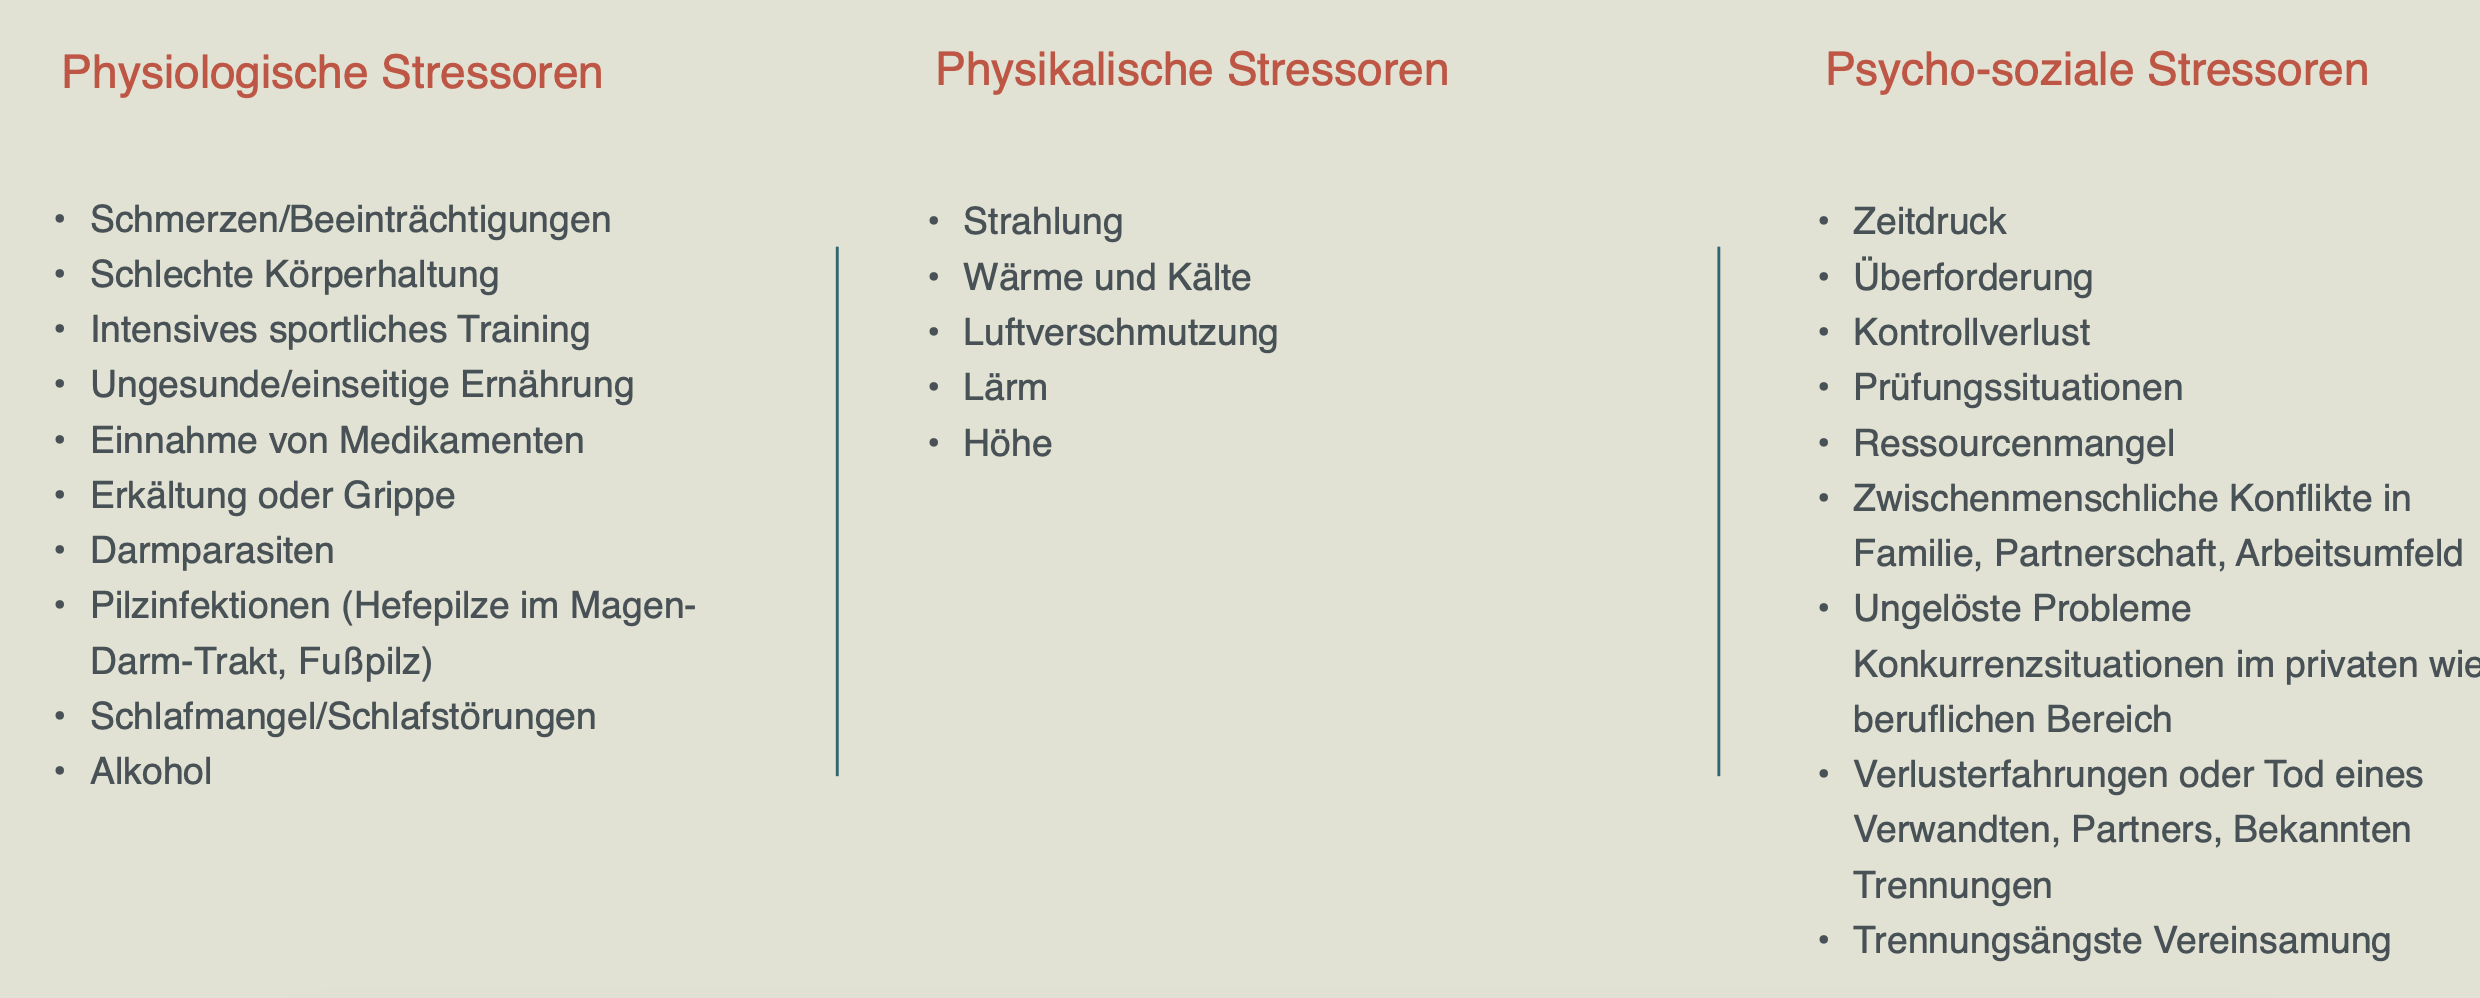 Physiologische Stressoren
• Schmerzen/Beeinträchtigungen
• Schlechte Körperhaltung
• Intensives sportliches Training
• Ungesunde/einseitige Ernährung
• Einnahme von Medikamenten
• Erkältung oder Grippe
• Darmparasiten
• Pilzinfektionen (Hefepilze im Magen-
Darm-Trakt, Fußpilz)
• Schlafmangel/Schlafstörungen
• Alkohol
Physikalische Stressoren
• Strahlung
• Wärme und Kälte
• Luftverschmutzung
• Lärm
• Höhe
Psycho-soziale Stressoren
• Zeitdruck
• Überforderung
• Kontrollverlust
• Prüfungssituationen
• Ressourcenmangel
• Zwischenmenschliche Konflikte in
Familie, Partnerschaft, Arbeitsumfeld
• Ungelöste Probleme
Konkurrenzsituationen im privaten wie
beruflichen Bereich
• Verlusterfahrungen oder Tod eines
Verwandten, Partners, Bekannten
Trennungen
• Trennungsängste Vereinsamung